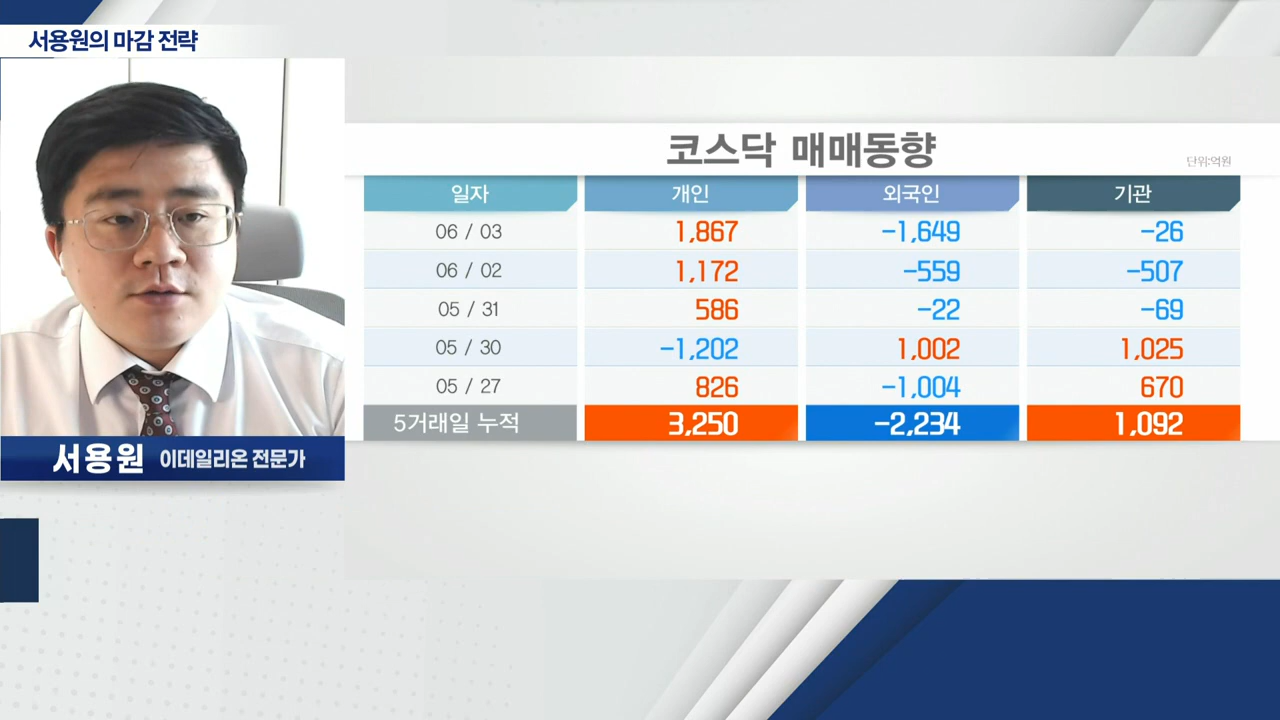 서용원의 마감 전략
코스닥 매매동향
단위:억원
일자 개인 외국인 기관
06 / 03 1,867 -1,649 -26
06 / 02 1,172 -559 -507
05 / 31 586 -22 -69
05 / 30 -1,202 1,002 1,025
05 / 27 826 -1,004 670
5거래일 누적 3,250 -2,234 1,092
서용원 이데일리온 전문가